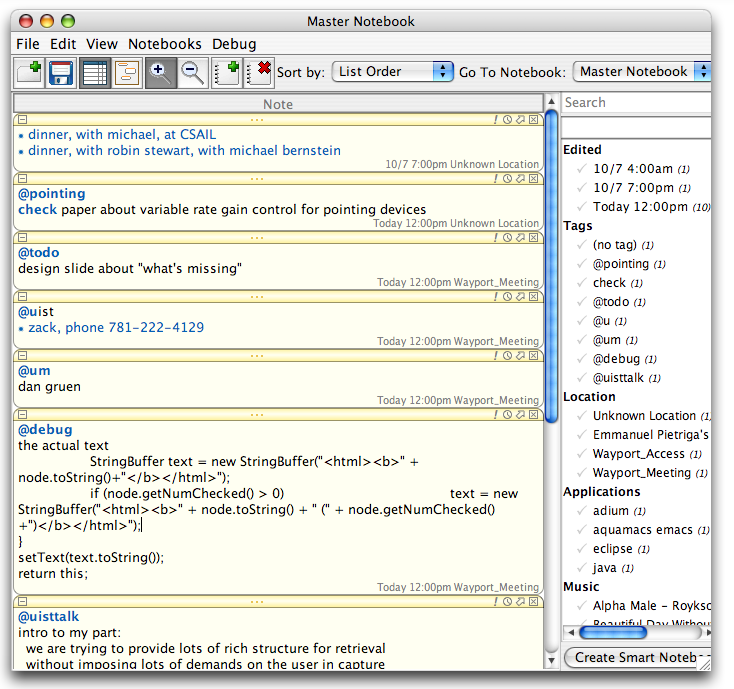 Master Notebook
File Edit View Notebooks Debug
Sort by: List Order Go To Notebook: Master Notebook
Note
dinner, with michael, at CSAIL
dinner, with robin stewart, with michael bernstein
10/7 7:00pm Unknown Location
@pointing
check paper about variable rate gain control for pointing devices
Today 12:00pm Unknown Location
@todo
design slide about "what's missing"
Today 12:00pm Wayport_Meeting
@uist
zack, phone 781-222-4129
Today 12:00pm Wayport_Meeting
@um
dan gruen
Today 12:00pm Wayport_Meeting
@debug
the actual text
StringBuffer text = new StringBuffer("<html><b>" +
node.toString()+"</b></html>");
if (node.getNumChecked() > 0) text = new
StringBuffer("<html><b>" + node.toString() + " (" + node.getNumChecked()
+")</b></html>");
}
setText(text.toString());
return this;
Today 12:00pm Wayport_Meeting
@uisttalk
intro to my part:
we are trying to provide lots of rich structure for retrieval
without imposing lots of demands on the user in capture
Search
Edited
10/7 4:00am (1)
10/7 7:00pm (1)
Today 12:00pm (10)
Tags
(no tag) (1)
@pointing (1)
check (1)
@todo (1)
@u (1)
@um (1)
@debug (1)
@uisttalk (1)
Location
Unknown Location (1)
Emmanuel Pietriga's
Wayport_Access (1)
Wayport_Meeting (1)
Applications
adium (1)
aquamacs emacs (1)
eclipse (1)
java (1)
Music
Alpha Male - Roykso
Beautiful Day Without
Create Smart Noteb